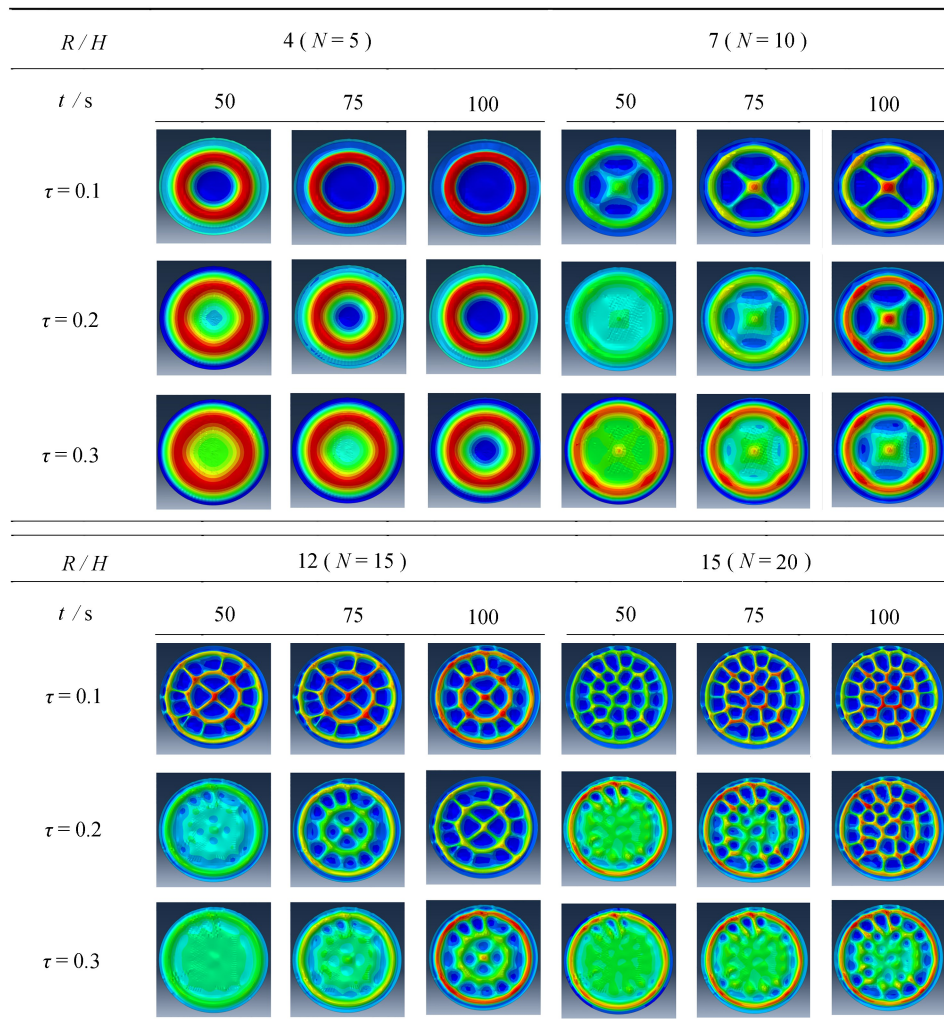 R / H 4 ( N = 5 ) 7 ( N = 10 )
t / s 50 75 100 50 75 100
τ = 0.1
τ = 0.2
τ = 0.3
R / H 12 ( N = 15 ) 15 ( N = 20 )
t / s 50 75 100 50 75 100
τ = 0.1
τ = 0.2
τ = 0.3